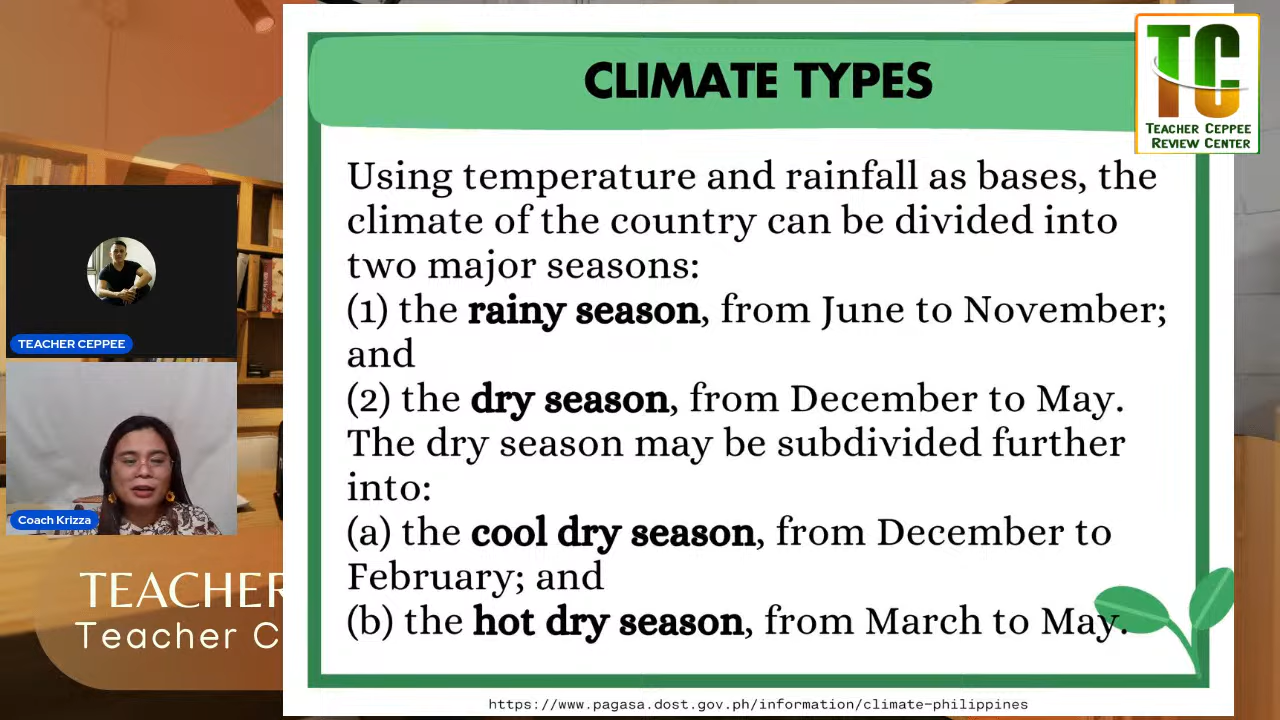 CLIMATE TYPES
TC
TEACHER CEPPEE
REVIEW CENTER
Using temperature and rainfall as bases, the
climate of the country can be divided into
two major seasons:
(1) the rainy season, from June to November;
and
(2) the dry season, from December to May.
The dry season may be subdivided further
into:
(a) the cool dry season, from December to
February; and
(b) the hot dry season, from March to May.
https://www.pagasa.dost.gov.ph/information/climate-philippines
TEACHER CEPPEE
Coach Krizza
TEACHER
Teacher C